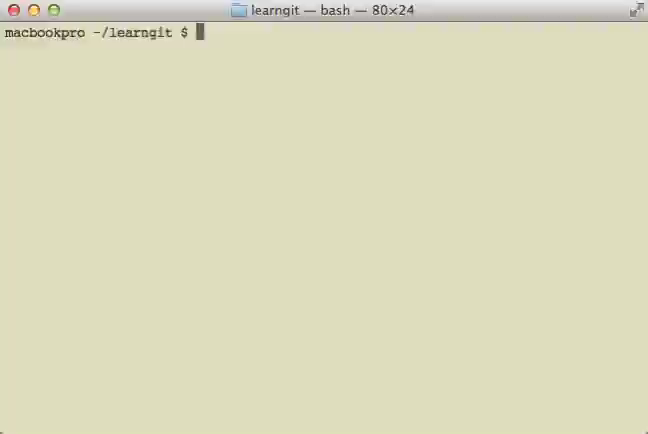 learngit — bash — 80×24
macbookpro ~/learngit $